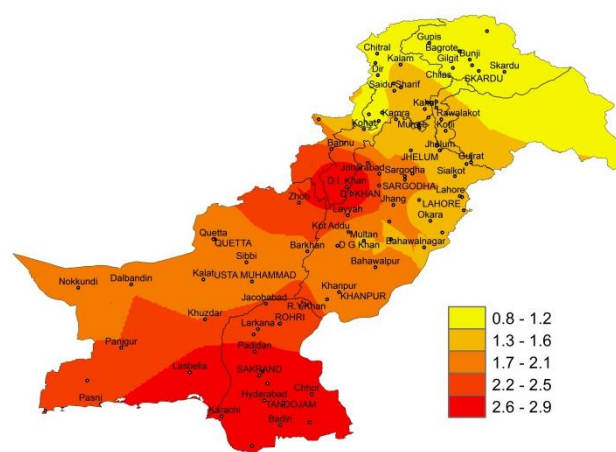 Gupis
Chitral
Bagrote
Bunji
Kalam
Gilgit
Dir
Chilas
SKARDU
Skardu
Saidu Sharif
Kakul
Kamra
Rawalakot
Kohat
Murree
Kotli
Bannu
Jhelum
JHELUM
Gujrat
Joharabad
Sargodha
Sialkot
D.I. Khan
SARGODHA
Zhob
Jhang
Lahore
LAHORE
Layyah
Okara
Kot Addu
Quetta
QUETTA
Multan
Barkhan
D G Khan
Bahawalnagar
Sibbi
Bahawalpur
Nokkundi
Dalbandin
Kalat
USTA MUHAMMAD
Khanpur
KHANPUR
Jacobabad
R.Y.Khan
Khuzdar
ROHRI
Larkana
Panjgur
Padidan
Lasbella
SAKRAND
Pasni
Hyderabad
Chhor
TANDOJAM
Karachi
Badin
0.8 - 1.2
1.3 - 1.6
1.7 - 2.1
2.2 - 2.5
2.6 - 2.9